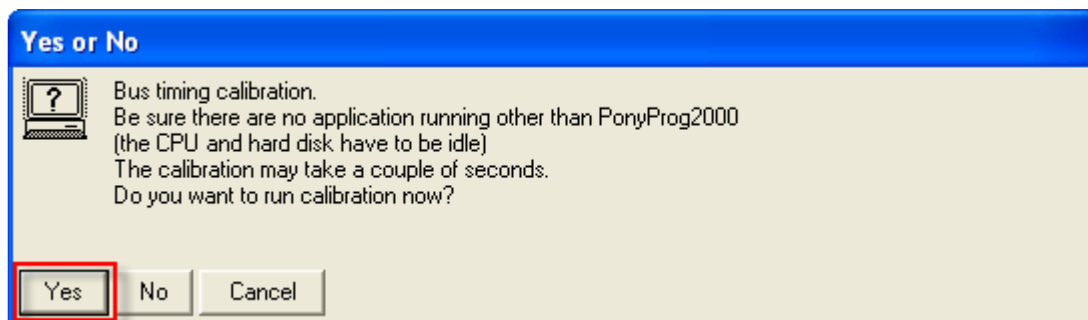 Yes or No
?
Bus timing calibration.
Be sure there are no application running other than PonyProg2000
(the CPU and hard disk have to be idle)
The calibration may take a couple of seconds.
Do you want to run calibration now?
Yes No Cancel